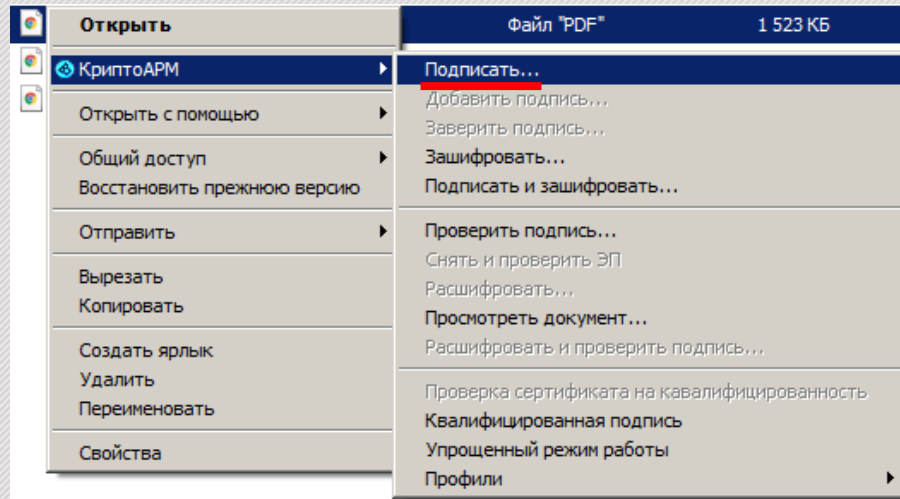 Файл "PDF" 1 523 КБ
Открыть
КриптоАРМ
Открыть с помощью
Общий доступ
Восстановить прежнюю версию
Отправить
Вырезать
Копировать
Создать ярлык
Удалить
Переименовать
Свойства
Подписать...
Добавить подпись...
Заверить подпись...
Зашифровать...
Подписать и зашифровать...
Проверить подпись...
Снять и проверить ЭП
Расшифровать...
Просмотреть документ...
Расшифровать и проверить подпись...
Проверка сертификата на кавалифицированность
Квалифицированная подпись
Упрощенный режим работы
Профили